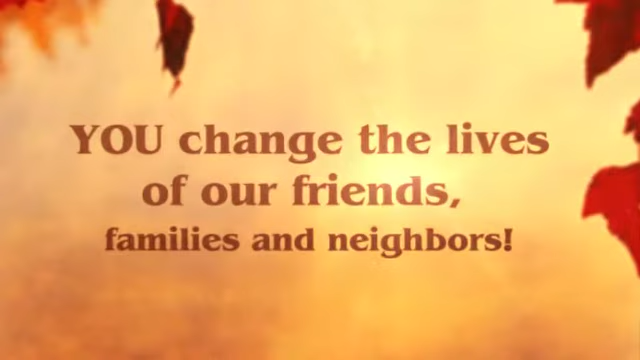 YOU change the lives
of our friends,
families and neighbors!